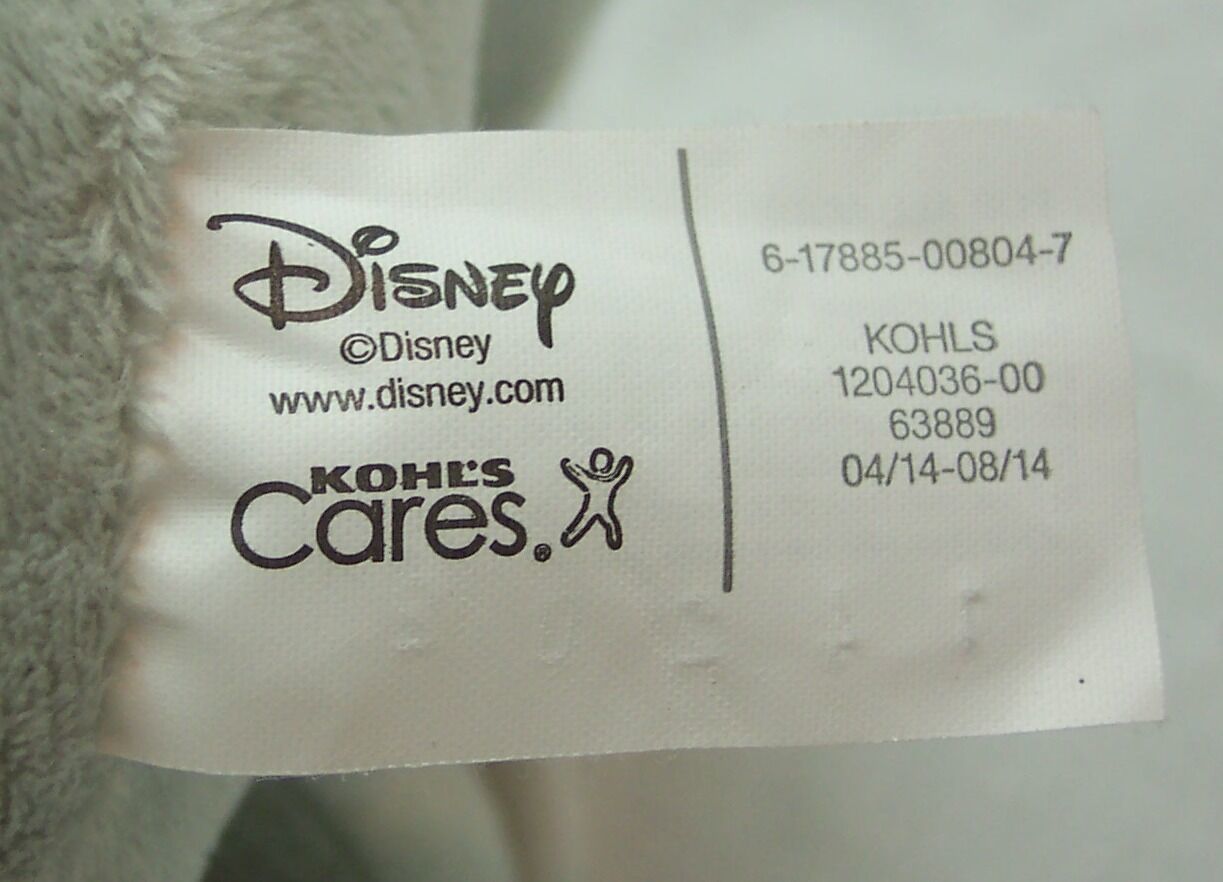 Disney
©Disney
www.disney.com
KOHL'S
Cares®
6-17885-00804-7
KOHLS
1204036-00
63889
04/14-08/14